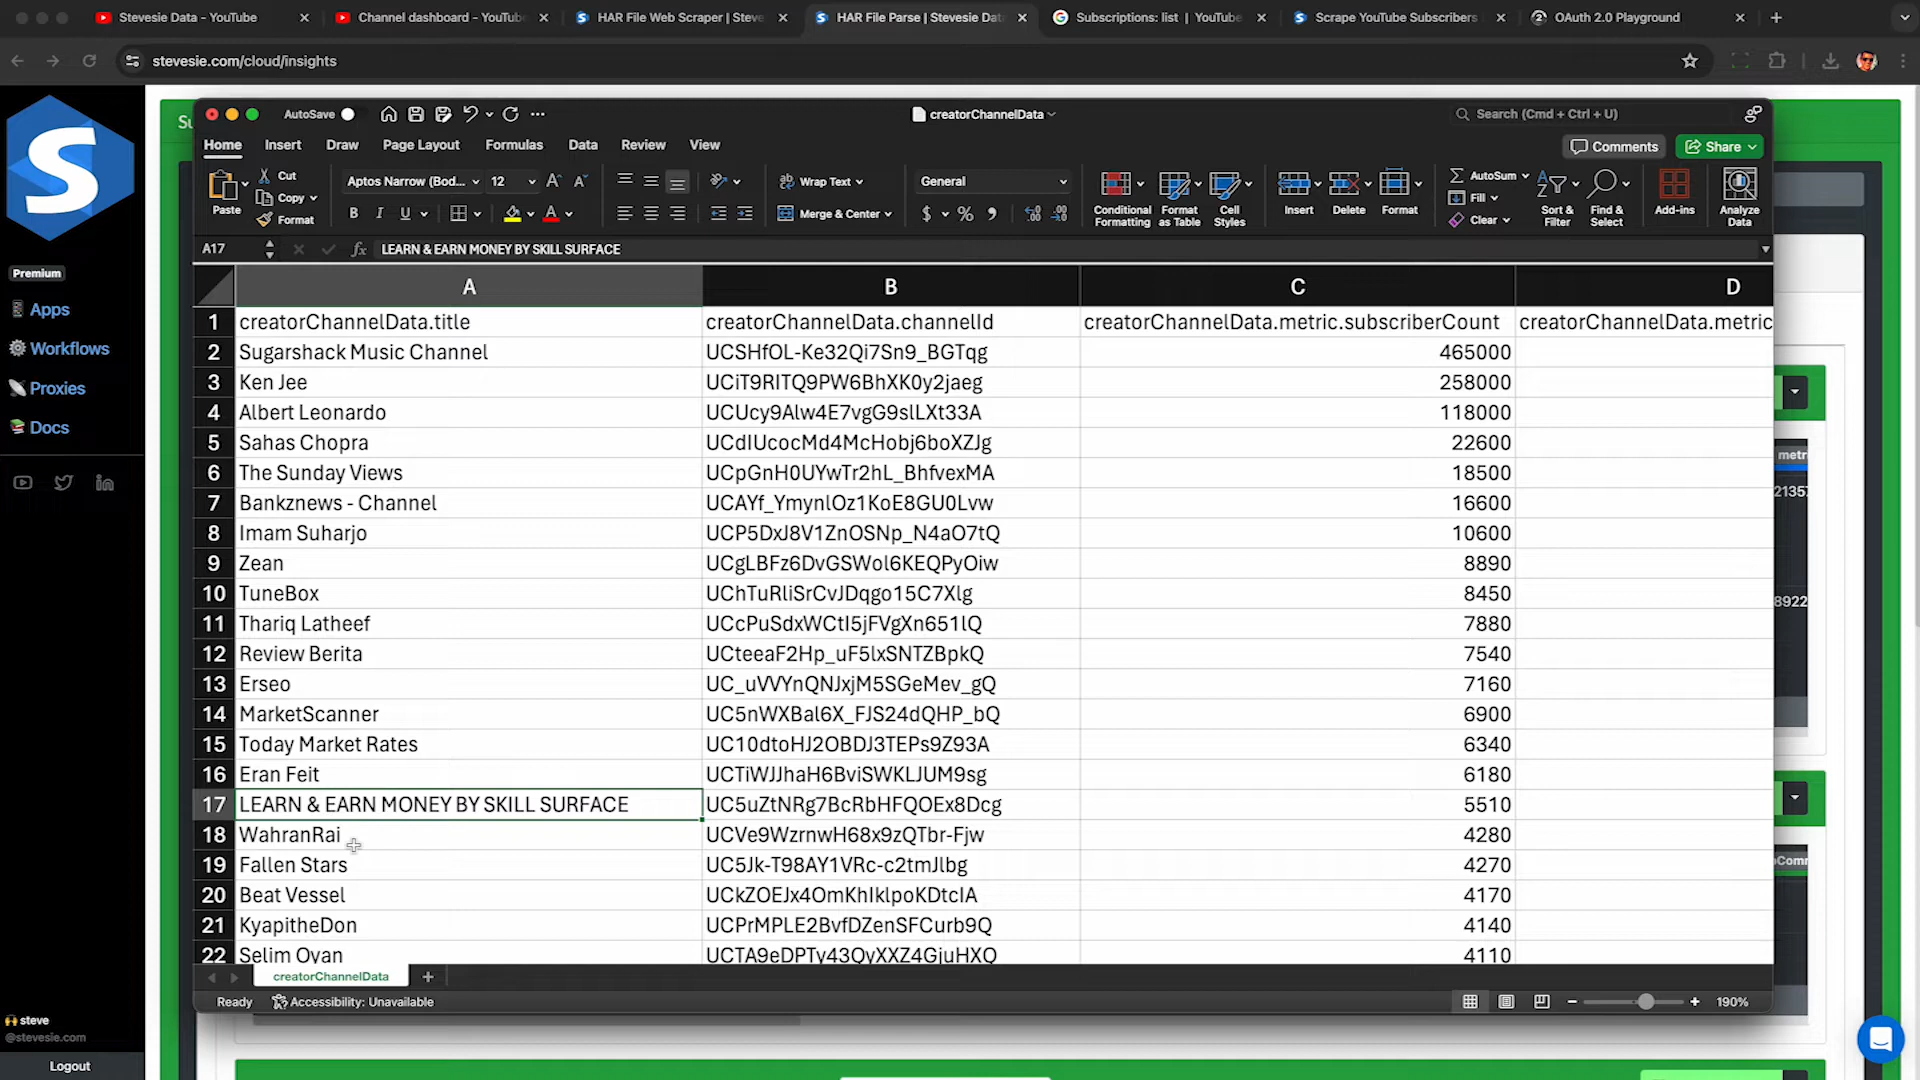 Stevesie Data - YouTube
Channel dashboard - YouTub
HAR File Web Scraper | Steve
HAR File Parse | Stevesie Dat
Subscriptions: list | YouTube
Scrape YouTube Subscribers
OAuth 2.0 Playground
stevesie.com/cloud/insights
S
Premium
Apps
Workflows
Proxies
Docs
steve
@stevesie.com
Logout
Su
AutoSave
creatorChannelData
Search (Cmd + Ctrl + U)
Home Insert Draw Page Layout Formulas Data Review View
Comments Share
Paste
Cut
Copy
Format
Aptos Narrow (Bod... 12
B I U
Wrap Text
Merge & Center
General
Conditional Formatting
Format as Table
Cell Styles
Insert
Delete
Format
AutoSum
Fill
Clear
Sort & Filter
Find & Select
Add-ins
Analyze Data
A17 fx LEARN & EARN MONEY BY SKILL SURFACE
A B C D
1 creatorChannelData.title creatorChannelData.channelId creatorChannelData.metric.subscriberCount creatorChannelData.metric
2 Sugarshack Music Channel UCSHfOL-Ke32Qi7Sn9_BGTqg 465000
3 Ken Jee UCiT9RITQ9PW6BhXK0y2jaeg 258000
4 Albert Leonardo UCUcy9Alw4E7vgG9slLXt33A 118000
5 Sahas Chopra UCdIUcocMd4McHobj6boXZJg 22600
6 The Sunday Views UCpGnH0UYwTr2hL_BhfvexMA 18500
7 Bankznews - Channel UCAYf_YmynlOz1KoE8GU0Lvw 16600
8 Imam Suharjo UCP5DxJ8V1ZnOSNp_N4aO7tQ 10600
9 Zean UCgLBFz6DvGSWol6KEQPyOiw 8890
10 TuneBox UChTuRliSrCvJDqgo15C7Xlg 8450
11 Thariq Latheef UCcPuSdxWCtI5jFVgXn651lQ 7880
12 Review Berita UCteeaF2Hp_uF5lxSNTZBpkQ 7540
13 Erseo UC_uVVYnQNJxjM5SGeMev_gQ 7160
14 MarketScanner UC5nWXBal6X_FJS24dQHP_bQ 6900
15 Today Market Rates UC10dtoHJ2OBDJ3TEPs9Z93A 6340
16 Eran Feit UCTiWJJhaH6BviSWKLJUM9sg 6180
17 LEARN & EARN MONEY BY SKILL SURFACE UC5uZtNRg7BcRbHFQOEx8Dcg 5510
18 WahranRai UCVe9WzrnwH68x9zQTbr-Fjw 4280
19 Fallen Stars UC5Jk-T98AY1VRc-c2tmJlbg 4270
20 Beat Vessel UCkZOEJx4OmKhIklpoKDtcIA 4170
21 KyapitheDon UCPrMPLE2BvfDZenSFCurb9Q 4140
22 Selim Oyan UCTA9eDPTy43QyXXZ4GjuHXQ 4110
metri
21357
8922
oComm
creatorChannelData
Ready Accessibility: Unavailable 190%